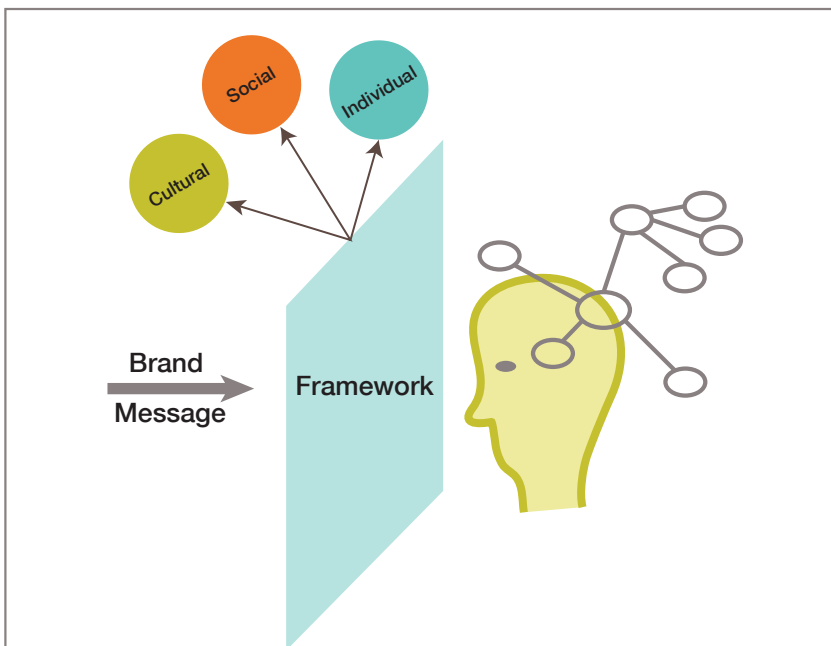 Social
Individual
Cultural
Brand
Message
Framework